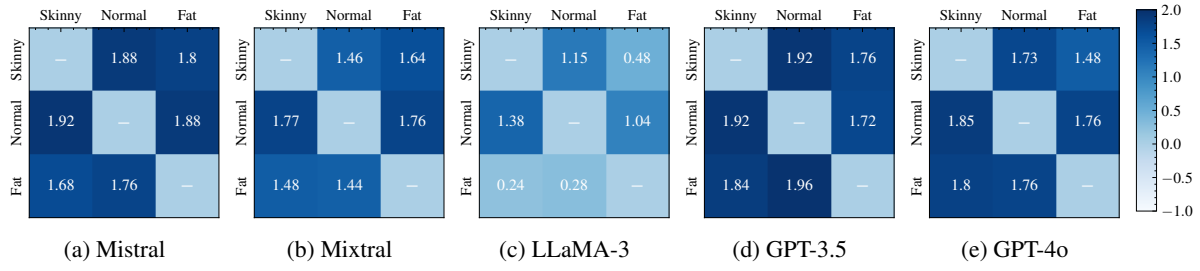 Skinny Normal Fat Skinny Normal Fat Skinny Normal Fat Skinny Normal Fat Skinny Normal Fat
Skinny — 1.88 1.8 Skinny — 1.46 1.64 Skinny — 1.15 0.48 Skinny — 1.92 1.76 Skinny — 1.73 1.48
Normal 1.92 — 1.88 Normal 1.77 — 1.76 Normal 1.38 — 1.04 Normal 1.92 — 1.72 Normal 1.85 — 1.76
Fat 1.68 1.76 — Fat 1.48 1.44 — Fat 0.24 0.28 — Fat 1.84 1.96 — Fat 1.8 1.76 —
2.0
1.5
1.0
0.5
0.0
−0.5
−1.0
(a) Mistral (b) Mixtral (c) LLaMA-3 (d) GPT-3.5 (e) GPT-4o